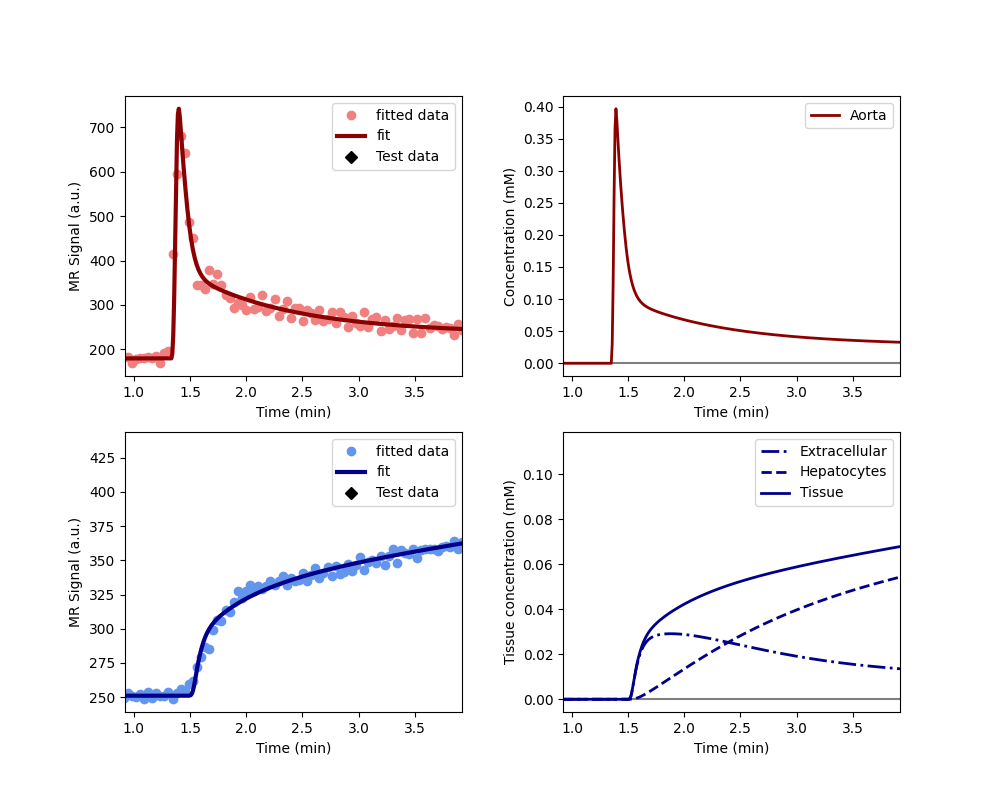 700
600
500
400
300
200
MR Signal (a.u.)
fitted data
fit
Test data
1.0 1.5 2.0 2.5 3.0 3.5
Time (min)
0.40
0.35
0.30
0.25
0.20
0.15
0.10
0.05
0.00
Concentration (mM)
Aorta
1.0 1.5 2.0 2.5 3.0 3.5
Time (min)
425
400
375
350
325
300
275
250
MR Signal (a.u.)
fitted data
fit
Test data
1.0 1.5 2.0 2.5 3.0 3.5
Time (min)
0.10
0.08
0.06
0.04
0.02
0.00
Tissue concentration (mM)
Extracellular
Hepatocytes
Tissue
1.0 1.5 2.0 2.5 3.0 3.5
Time (min)